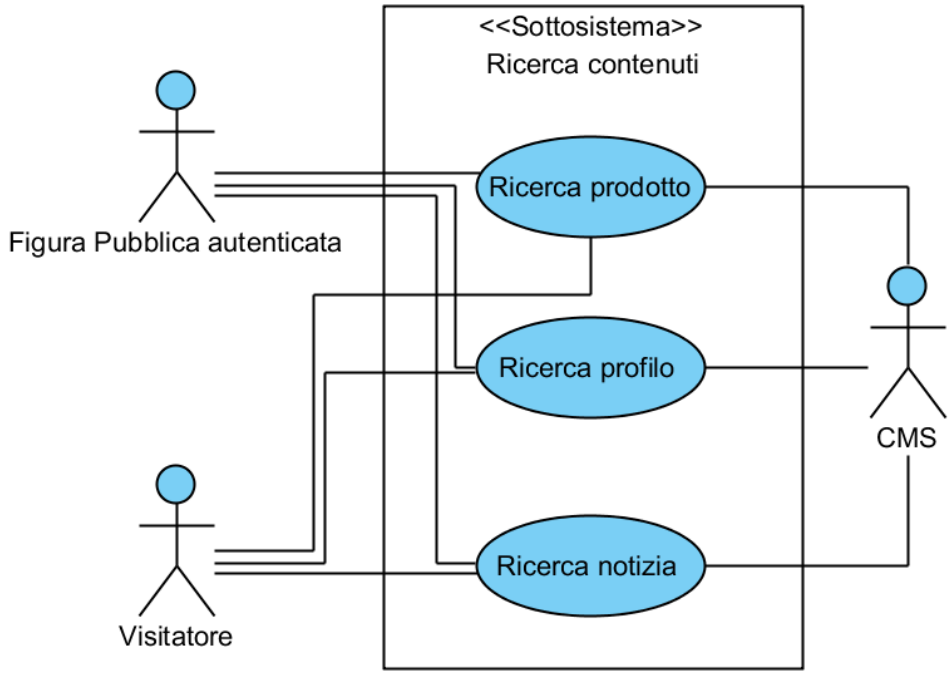 <<Sottosistema>>
Ricerca contenuti
Ricerca prodotto
Figura Pubblica autenticata
Ricerca profilo
CMS
Ricerca notizia
Visitatore